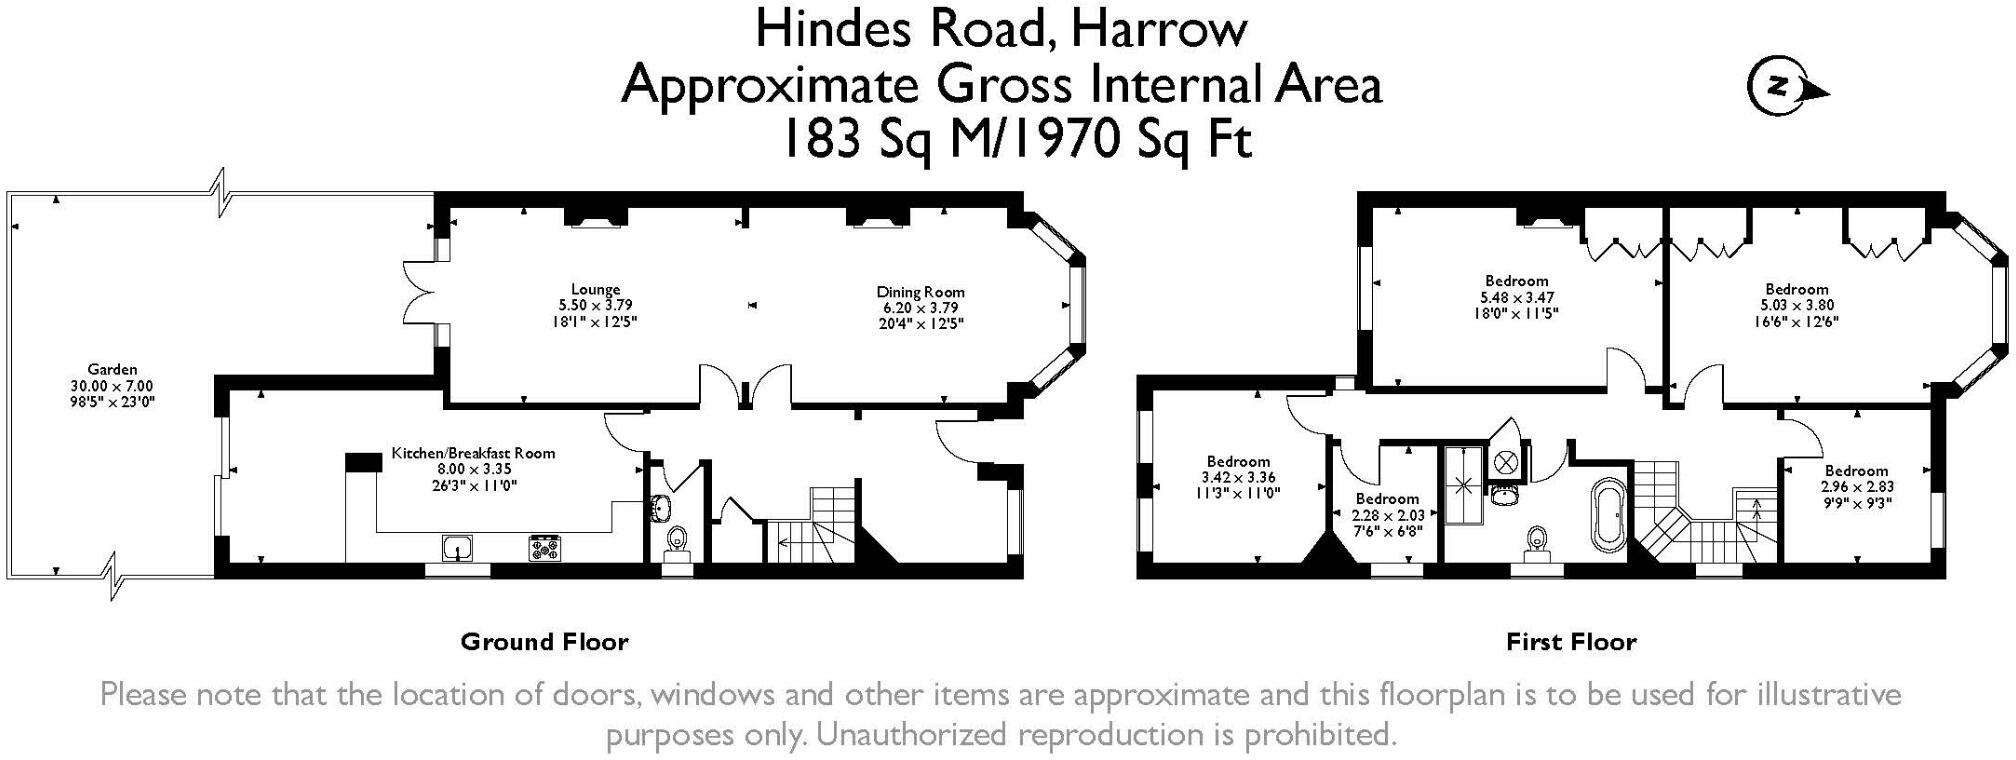 Hindes Road, Harrow
Approximate Gross Internal Area
183 Sq M/1970 Sq Ft
N
Garden
30.00 x 7.00
98'5" x 23'0"
Lounge
5.50 x 3.79
18'1" x 12'5"
Dining Room
6.20 x 3.79
20'4" x 12'5"
Kitchen/Breakfast Room
8.00 x 3.35
26'3" x 11'0"
Bedroom
5.48 x 3.47
18'0" x 11'5"
Bedroom
5.03 x 3.80
16'6" x 12'6"
Bedroom
3.42 x 3.36
11'3" x 11'0"
Bedroom
2.28 x 2.03
7'6" x 6'8"
Bedroom
2.96 x 2.83
9'9" x 9'3"
Ground Floor
First Floor
Please note that the location of doors, windows and other items are approximate and this floorplan is to be used for illustrative
purposes only. Unauthorized reproduction is prohibited.